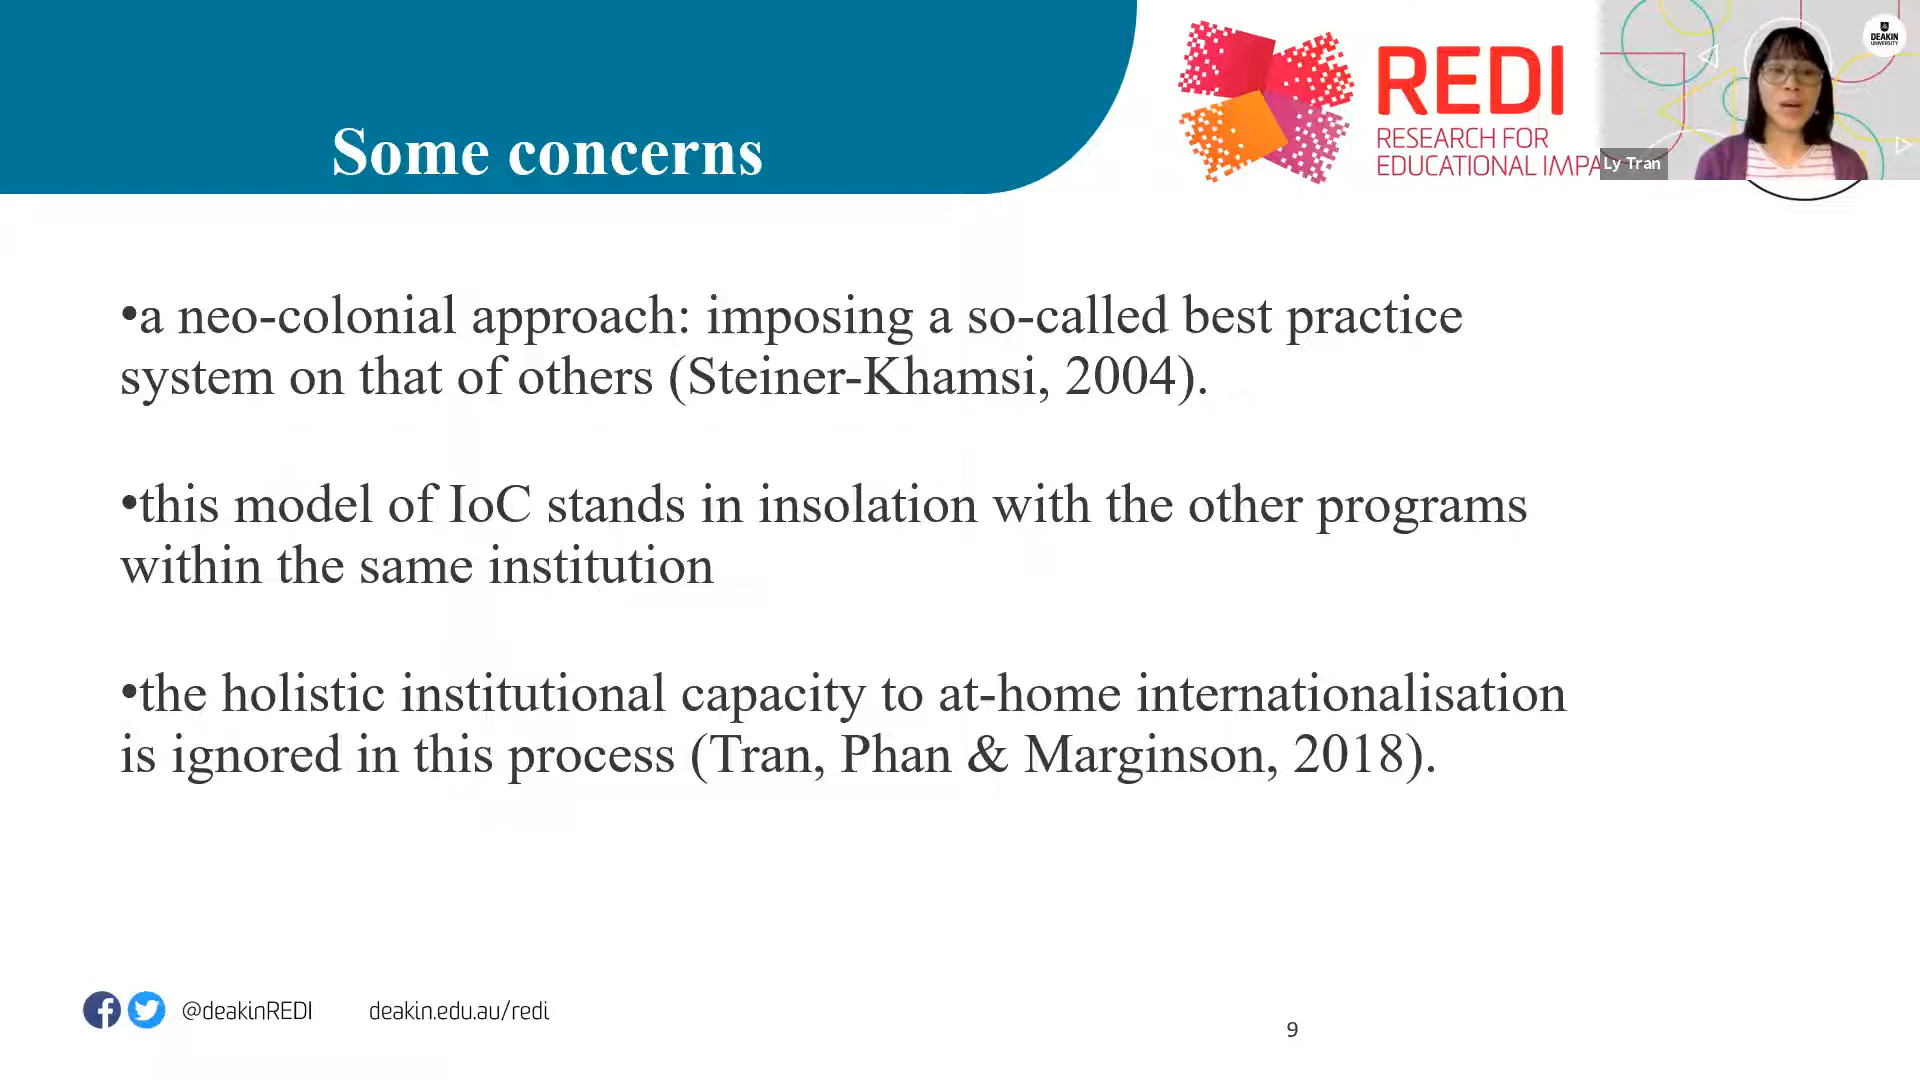 Some concerns
REDI
RESEARCH FOR
EDUCATIONAL IMPA
DEAKIN
UNIVERSITY
Ly Tran
•a neo-colonial approach: imposing a so-called best practice
system on that of others (Steiner-Khamsi, 2004).
•this model of IoC stands in insolation with the other programs
within the same institution
•the holistic institutional capacity to at-home internationalisation
is ignored in this process (Tran, Phan & Marginson, 2018).
@deakinREDI deakin.edu.au/redi
9